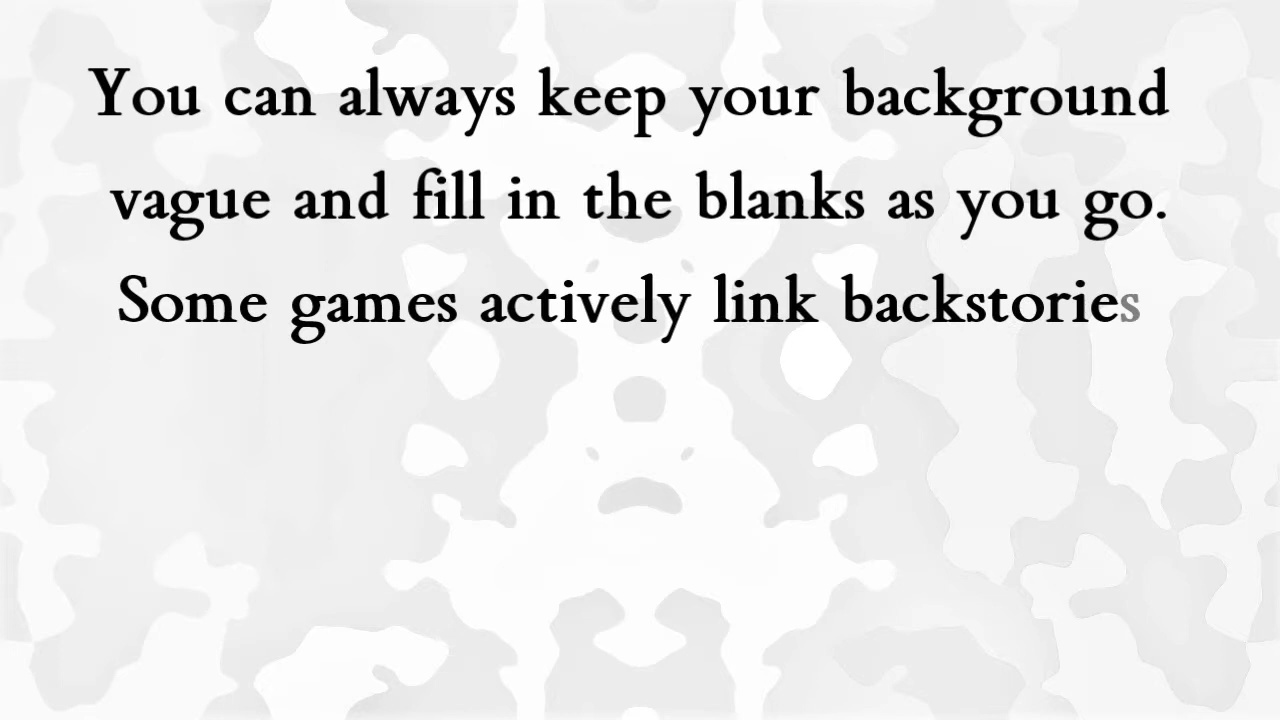 You can always keep your background
vague and fill in the blanks as you go.
Some games actively link backstories